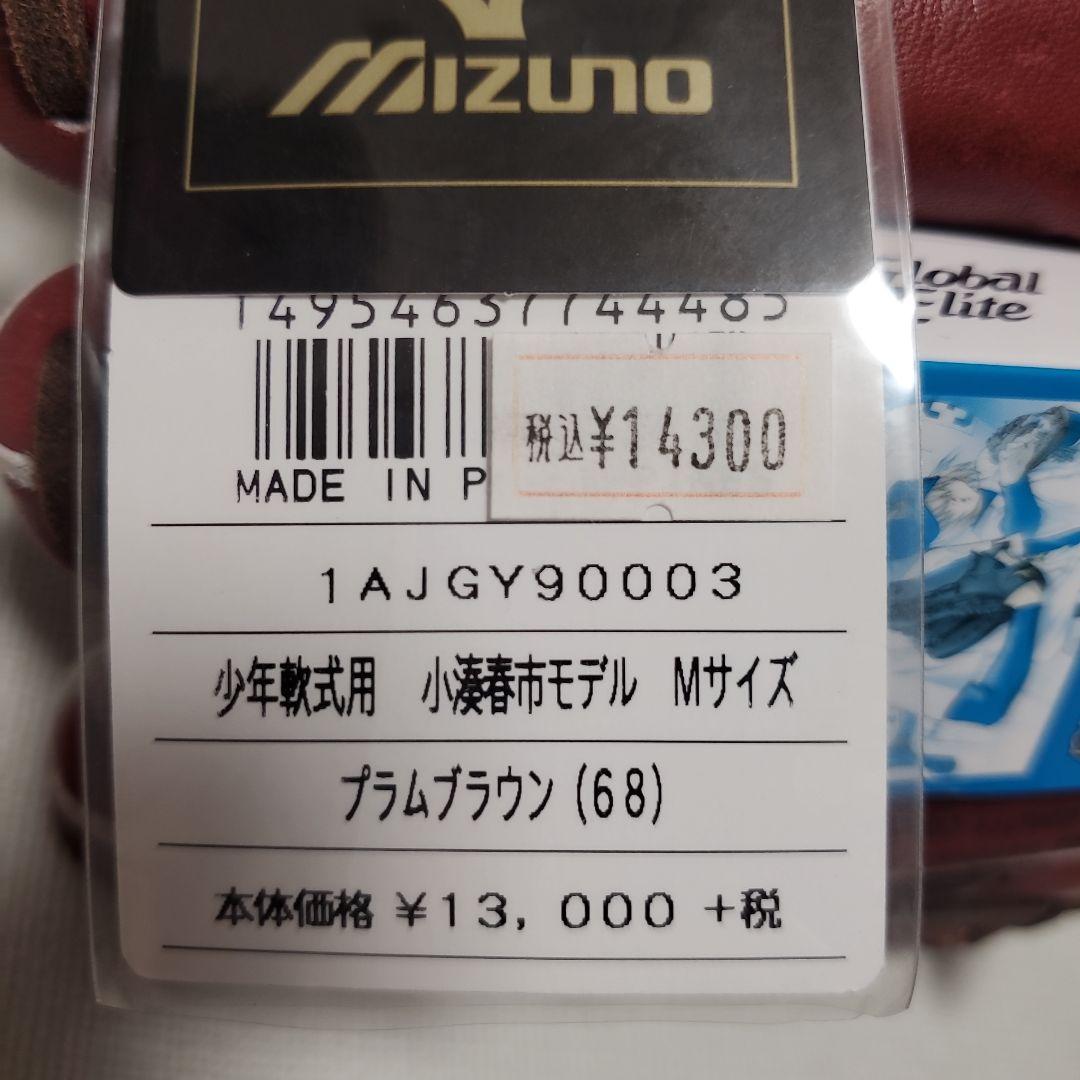 MIZUNO
Global
Elite
14954637744485
税込¥14300
MADE IN P
1AJGY90003
少年軟式用 小湊春市モデル Mサイズ
プラムブラウン(68)
本体価格 ¥13,000+税